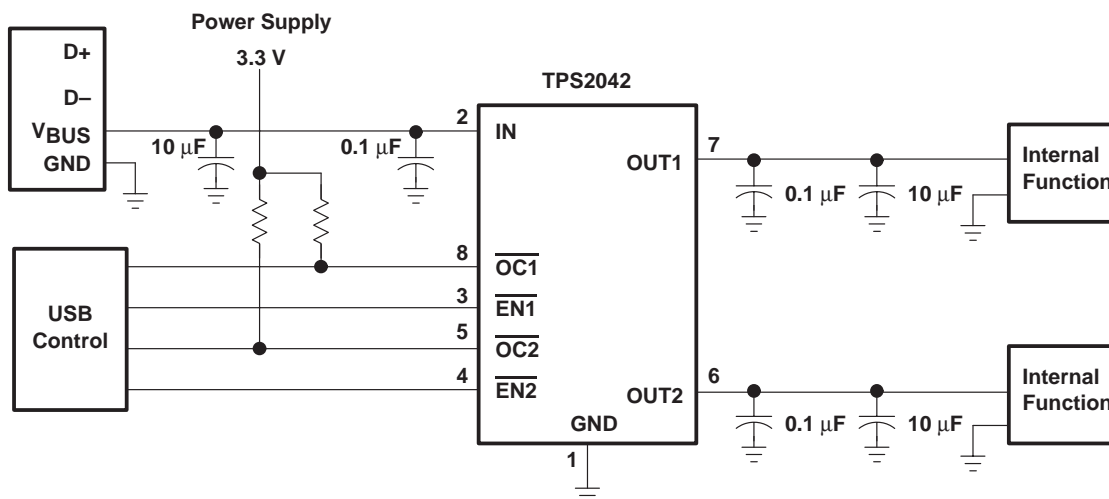 Power Supply
3.3 V
TPS2042
D+
D–
VBUS
GND
10 μF
0.1 μF
2
IN
7
OUT1
0.1 μF
10 μF
Internal
Function
USB
Control
8
OC1
3
EN1
5
OC2
4
EN2
6
OUT2
0.1 μF
10 μF
Internal
Function
GND
1